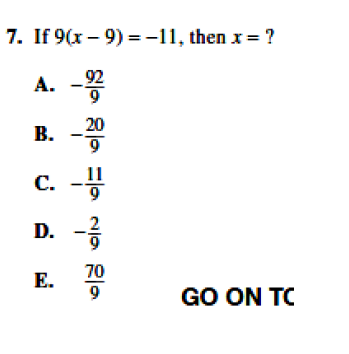 7. If 9(x – 9) = –11, then x = ?
A. –92/9
B. –20/9
C. –11/9
D. –2/9
E. 70/9
GO ON TO